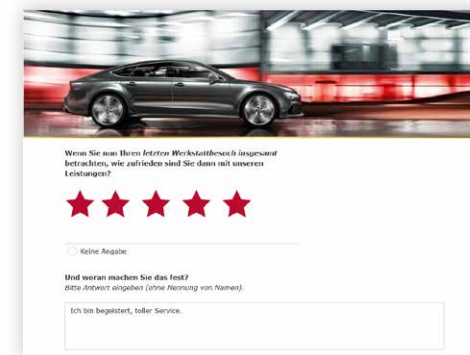 Wenn Sie nun Ihren letzten Werkstattbesuch insgesamt
betrachten, wie zufrieden sind Sie dann mit unseren
Leistungen?
Keine Angabe
Und woran machen Sie das fest?
Bitte Antwort eingeben (ohne Nennung von Namen).
Ich bin begeistert, toller Service.